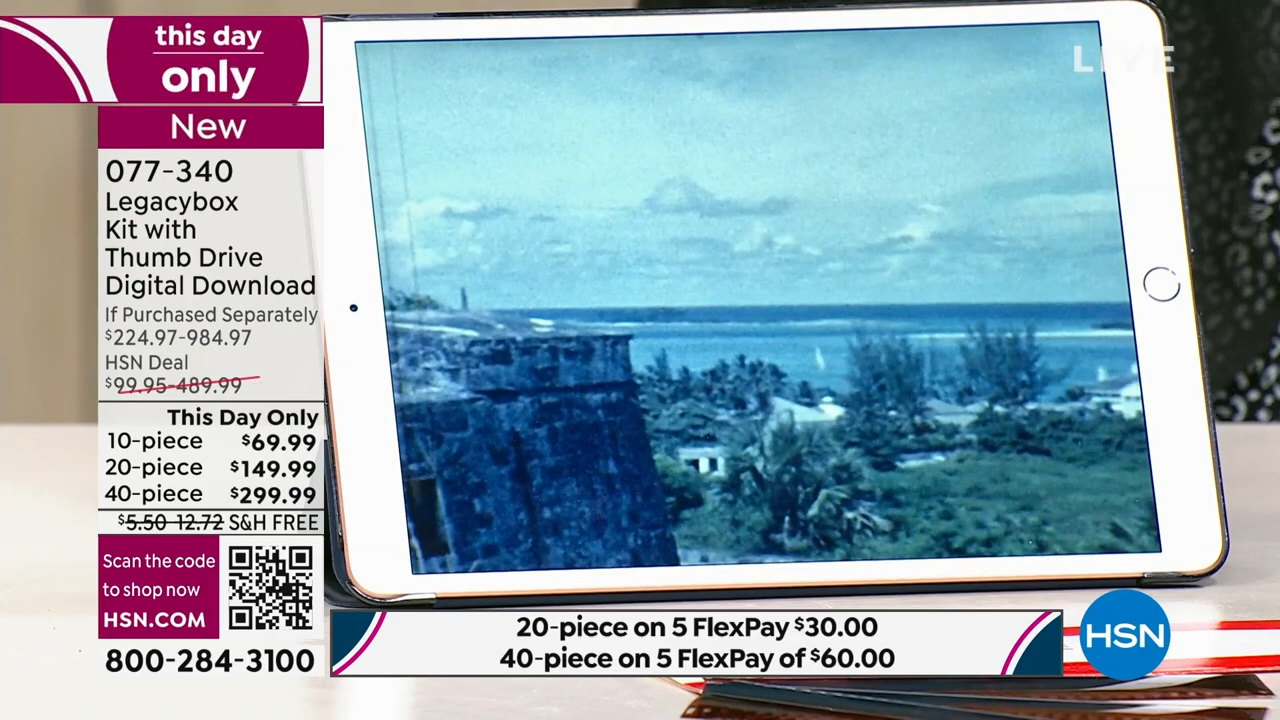 this day
only
New
077-340
Legacybox
Kit with
Thumb Drive
Digital Download
If Purchased Separately
$224.97-984.97
HSN Deal
$99.95-489.99
This Day Only
10-piece $69.99
20-piece $149.99
40-piece $299.99
$5.50-12.72 S&H FREE
Scan the code
to shop now
HSN.COM
800-284-3100
LIVE
20-piece on 5 FlexPay $30.00
40-piece on 5 FlexPay of $60.00
HSN